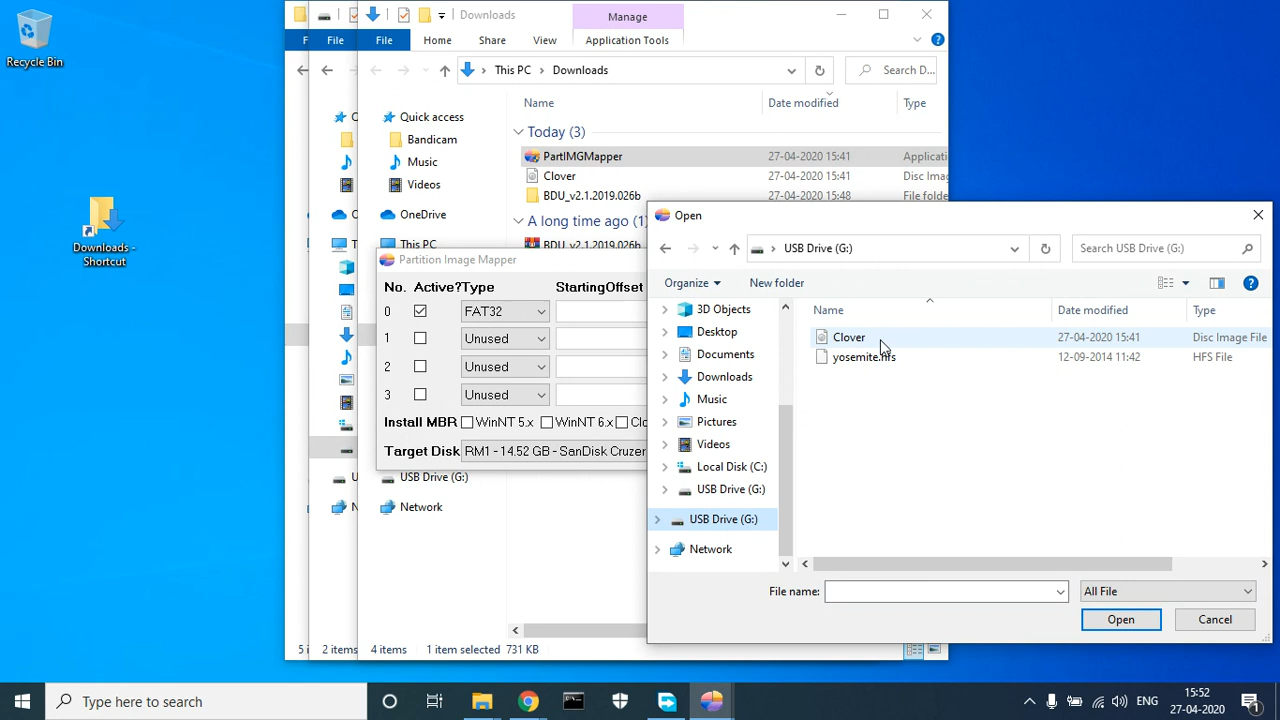 Recycle Bin
Downloads - Shortcut
F
File
Downloads
Manage
File
Home
Share
View
Application Tools
This PC
Downloads
Search D...
Name
Date modified
Type
Quick access
Bandicam
Music
Videos
OneDrive
This PC
USB Drive (G:)
Network
Today (3)
PartIMGMapper
27-04-2020 15:41
Applicatio
Clover
27-04-2020 15:41
Disc Imag
BDU_v2.1.2019.026b
27-04-2020 15:48
File folde
A long time ago (1)
BDU_v2.1.2019.026b
5 i
2 items
4 items
1 item selected 731 KB
Partition Image Mapper
No.
Active?
Type
StartingOffset
0
FAT32
1
Unused
2
Unused
3
Unused
Install MBR
WinNT 5.x
WinNT 6.x
Clo
Target Disk
RM1 - 14.52 GB - SanDisk Cruzer
Open
USB Drive (G:)
Search USB Drive (G:)
Organize
New folder
3D Objects
Desktop
Documents
Downloads
Music
Pictures
Videos
Local Disk (C:)
USB Drive (G:)
USB Drive (G:)
Network
Name
Date modified
Type
Clover
27-04-2020 15:41
Disc Image File
yosemite.hfs
12-09-2014 11:42
HFS File
File name:
All File
Open
Cancel
Type here to search
ENG
15:52
27-04-2020
1